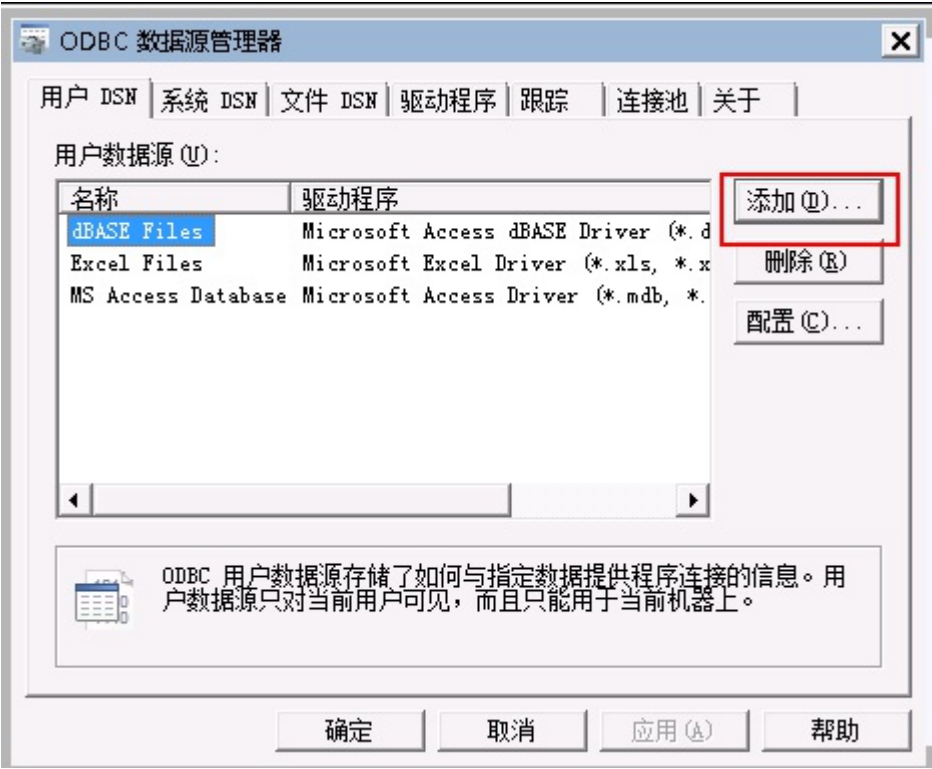 ODBC 数据源管理器
用户 DSN 系统 DSN 文件 DSN 驱动程序 跟踪 连接池 关于
用户数据源(U):
名称 驱动程序
添加(D)...
dBASE Files Microsoft Access dBASE Driver (*.d
Excel Files Microsoft Excel Driver (*.xls, *.x
删除(R)
MS Access Database Microsoft Access Driver (*.mdb, *.
配置(C)...
ODBC 用户数据源存储了如何与指定数据提供程序连接的信息。用
户数据源只对当前用户可见，而且只能用于当前机器上。
确定 取消 应用(A) 帮助